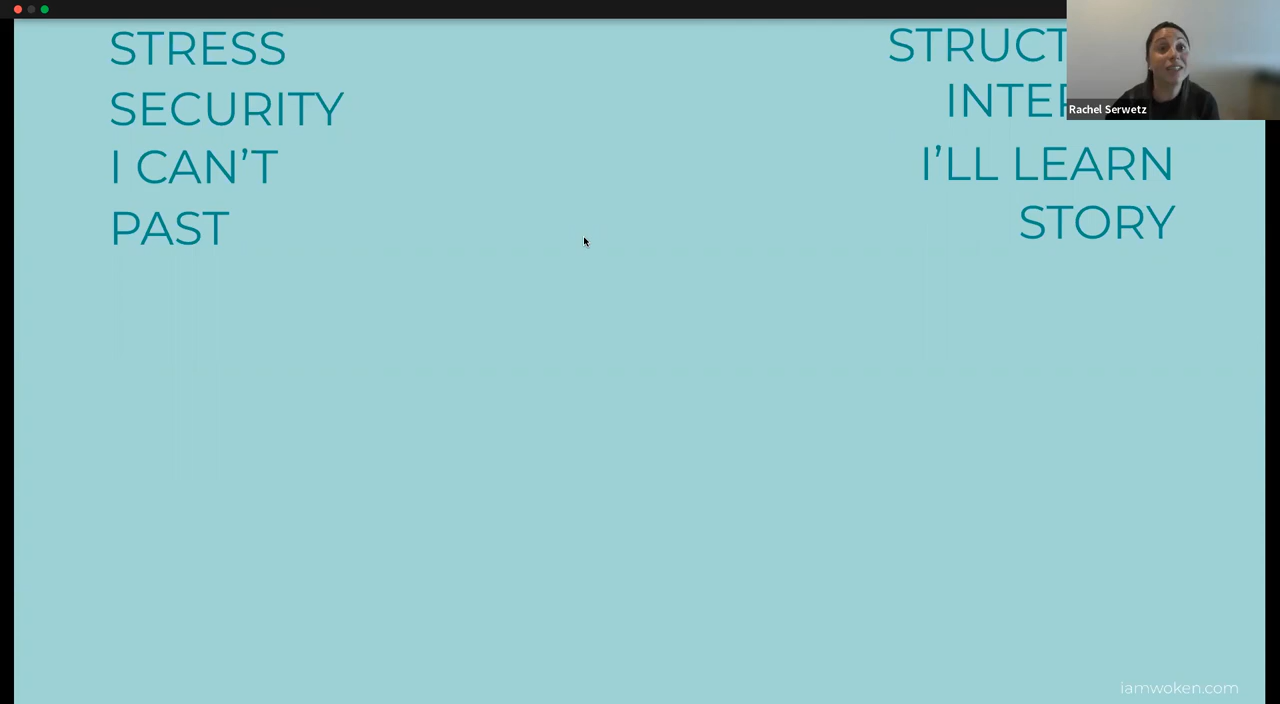 STRESS
SECURITY
I CAN’T
PAST
I’LL LEARN
STORY
Rachel Serwetz
iamwoken.com